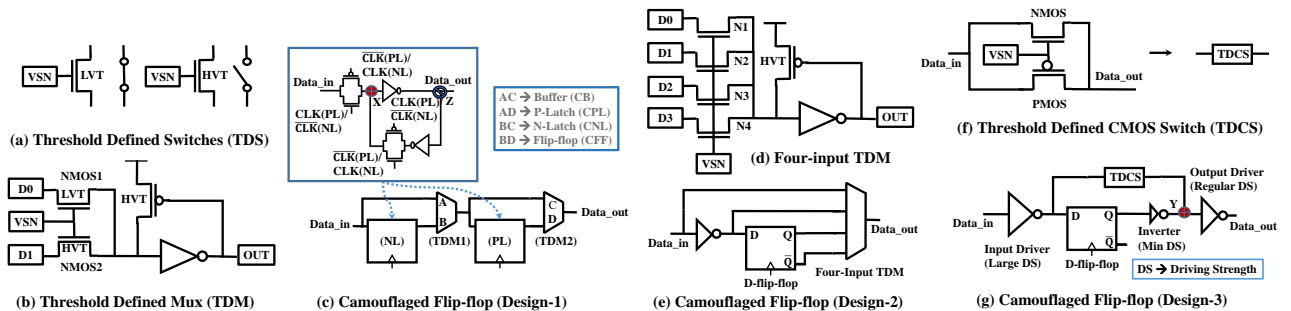 VSN
LVT
VSN
HVT
(a) Threshold Defined Switches (TDS)
D0
NMOS1
LVT
HVT
VSN
HVT
D1
NMOS2
OUT
(b) Threshold Defined Mux (TDM)
CLK(PL)/
CLK(NL)
Data_in
Data_out
X
CLK(PL)/
Z
CLK(PL)/
CLK(NL)
CLK(NL)
CLK(PL)/
CLK(NL)
AC → Buffer (CB)
AD → P-Latch (CPL)
BC → N-Latch (CNL)
BD → Flip-flop (CFF)
Data_in
A
B
C
D
Data_out
(NL)
(TDM1)
(PL)
(TDM2)
(c) Camouflaged Flip-flop (Design-1)
D0
N1
D1
N2
HVT
D2
N3
D3
N4
OUT
VSN
(d) Four-input TDM
Data_in
D
Q
Q
Data_out
Four-Input TDM
D-flip-flop
(e) Camouflaged Flip-flop (Design-2)
NMOS
VSN
Data_in
Data_out
PMOS
TDCS
(f) Threshold Defined CMOS Switch (TDCS)
TDCS
Output Driver
(Regular DS)
Data_in
D
Q
Y
Data_out
Inverter
(Min DS)
Q
Input Driver
(Large DS)
D-flip-flop
DS → Driving Strength
(g) Camouflaged Flip-flop (Design-3)